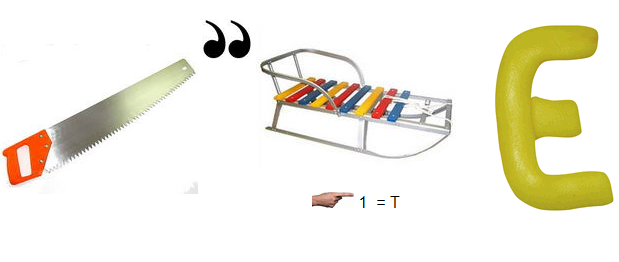 ,, E
1 = T